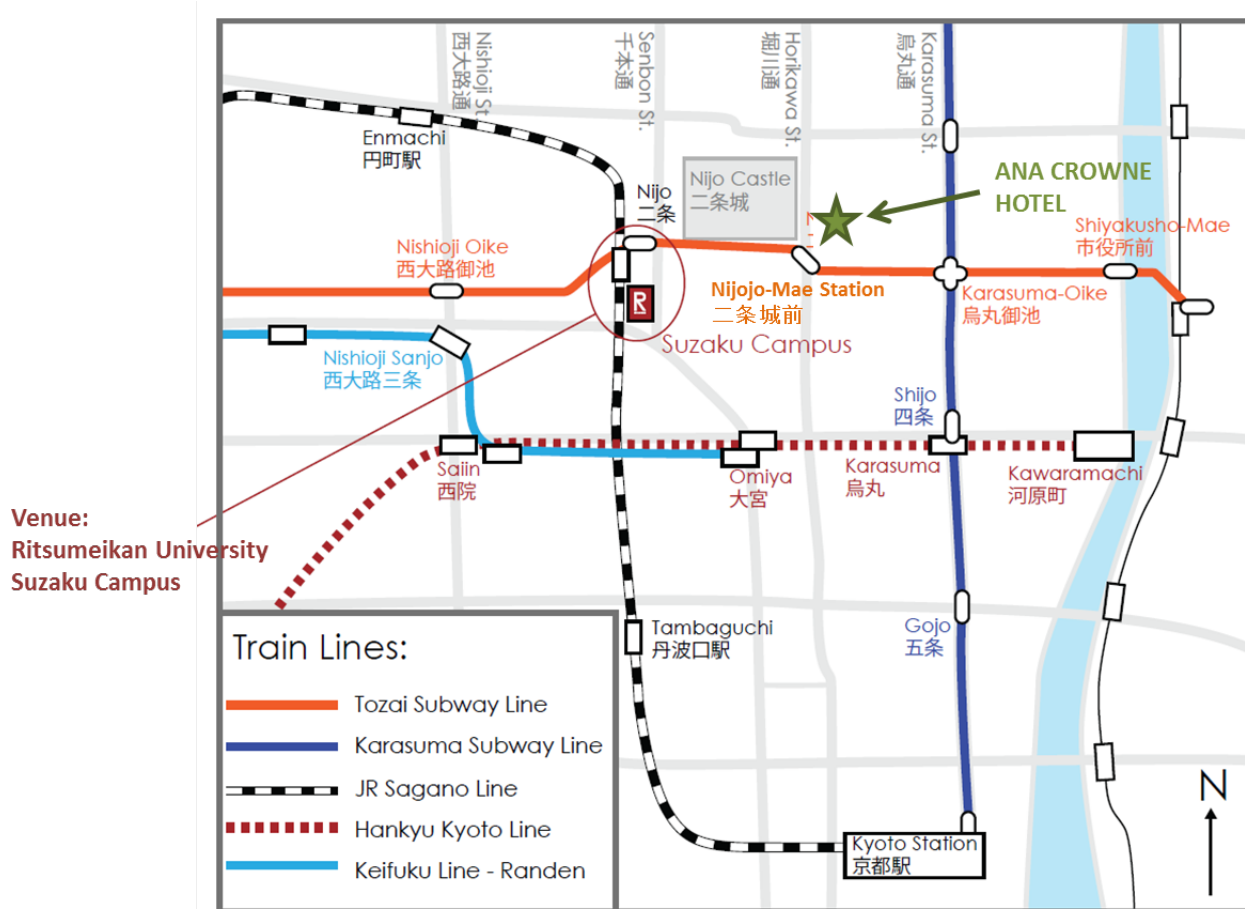 Nishioji St.
西大路通
Senbon St.
千本通
Horikawa St.
堀川通
Karasuma St.
烏丸通
Enmachi
円町駅
Nijo
二条
Nijo Castle
二条城
ANA CROWNE
HOTEL
Nishioji Oike
西大路御池
Shiyakusho-Mae
市役所前
Nijojo-Mae Station
二条城前
Karasuma-Oike
烏丸御池
R
Suzaku Campus
Nishioji Sanjo
西大路三条
Shijo
四条
Saiin
西院
Omiya
大宮
Karasuma
烏丸
Kawaramachi
河原町
Venue:
Ritsumeikan University
Suzaku Campus
Tambaguchi
丹波口駅
Gojo
五条
Kyoto Station
京都駅
N
Train Lines:
Tozai Subway Line
Karasuma Subway Line
JR Sagano Line
Hankyu Kyoto Line
Keifuku Line - Randen